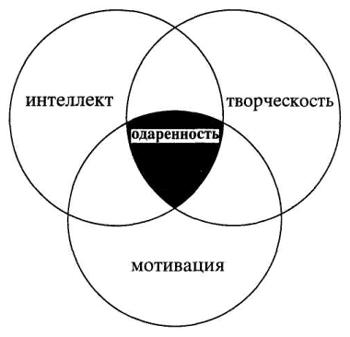 интеллект
творческость
одаренность
мотивация